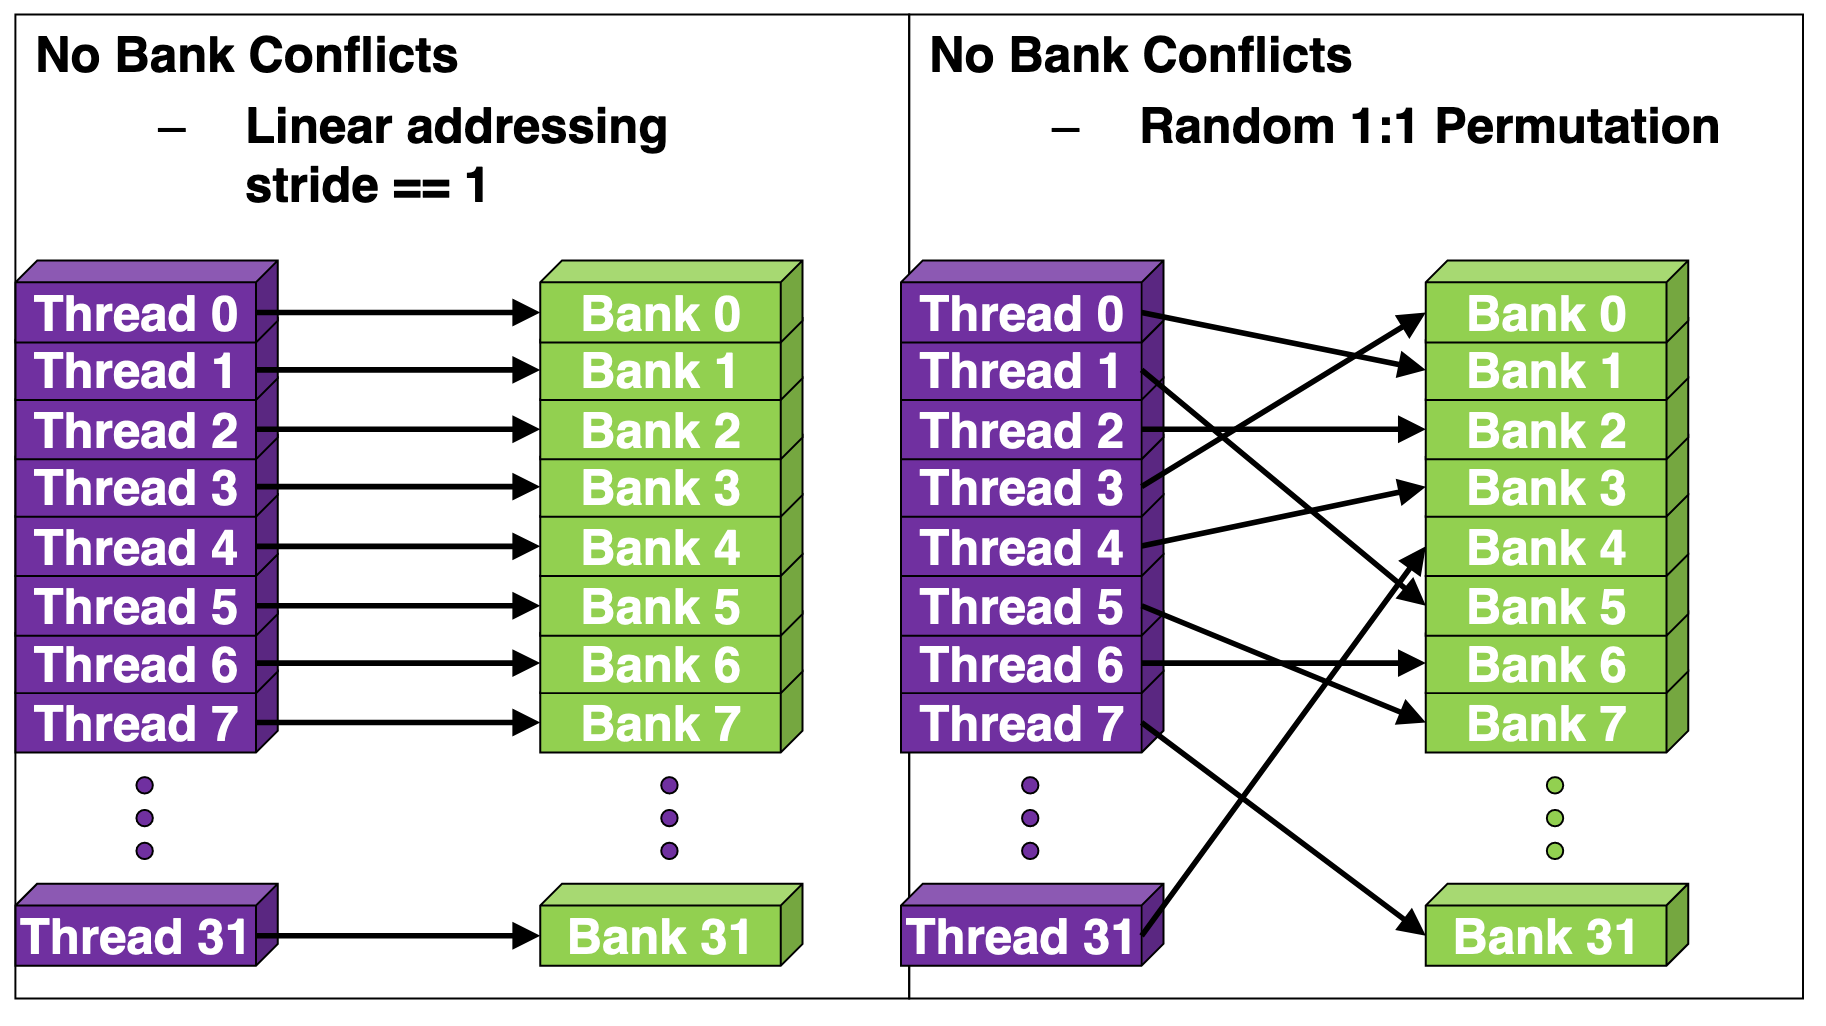 No Bank Conflicts
– Linear addressing
stride == 1
Thread 0
Thread 1
Thread 2
Thread 3
Thread 4
Thread 5
Thread 6
Thread 7
Thread 31
Bank 0
Bank 1
Bank 2
Bank 3
Bank 4
Bank 5
Bank 6
Bank 7
Bank 31
No Bank Conflicts
– Random 1:1 Permutation
Thread 0
Thread 1
Thread 2
Thread 3
Thread 4
Thread 5
Thread 6
Thread 7
Thread 31
Bank 0
Bank 1
Bank 2
Bank 3
Bank 4
Bank 5
Bank 6
Bank 7
Bank 31